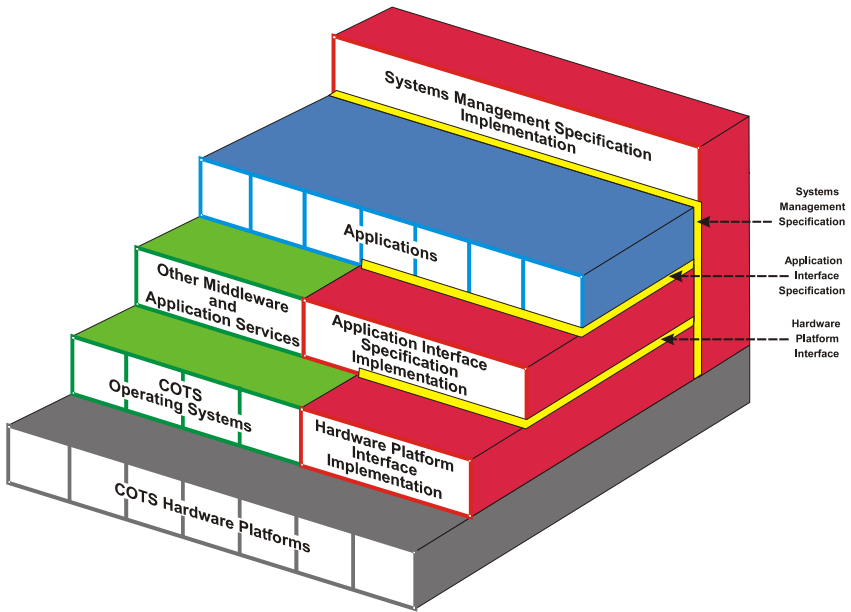 Systems Management Specification
Implementation
Systems
Management
Specification
Applications
Application
Interface
Specification
Other Middleware
and
Application Services
Application Interface
Specification
Implementation
Hardware
Platform
Interface
COTS
Operating Systems
Hardware Platform
Interface
Implementation
COTS Hardware Platforms